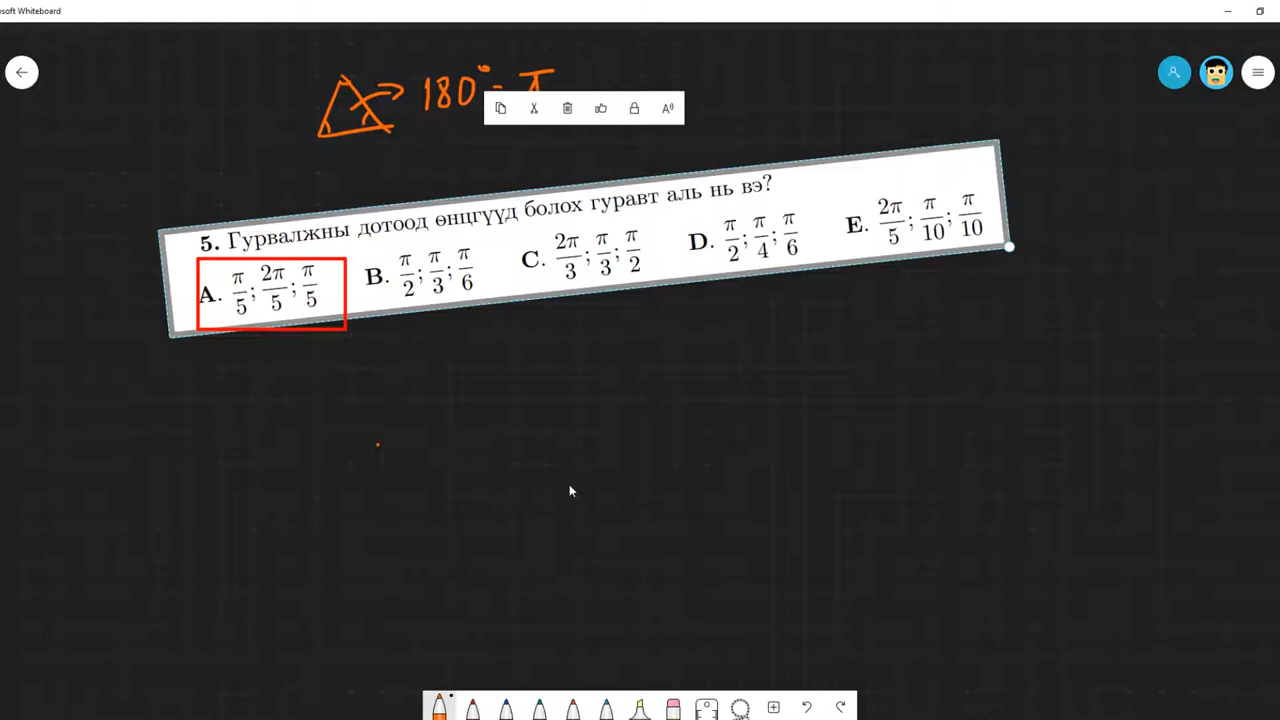 soft Whiteboard
180° = π
5. Гурвалжны дотоод өнцгүүд болох гуравт аль нь вэ?
A. π/5; 2π/5; π/5 B. π/2; π/3; π/6 C. 2π/3; π/3; π/2 D. π/2; π/4; π/6 E. 2π/5; π/10; π/10